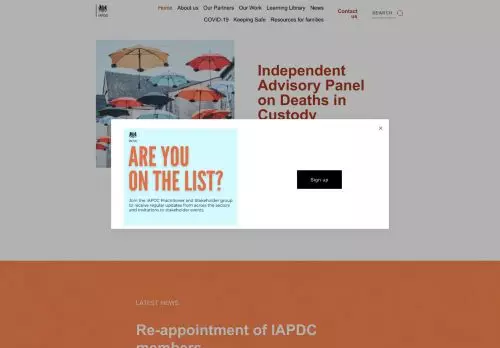 IAPDC
Home About us Our Partners Our Work Learning Library News
COVID-19 Keeping Safe Resources for families
Contact us
SEARCH
Independent
Advisory Panel
on Deaths in
Custody
×
IAPDC
ARE YOU
ON THE LIST?
Join the IAPDC Practitioner and Stakeholder group
to receive regular updates from across the sectors
and invitations to stakeholder events.
Sign up
LATEST NEWS
Re-appointment of IAPDC
members